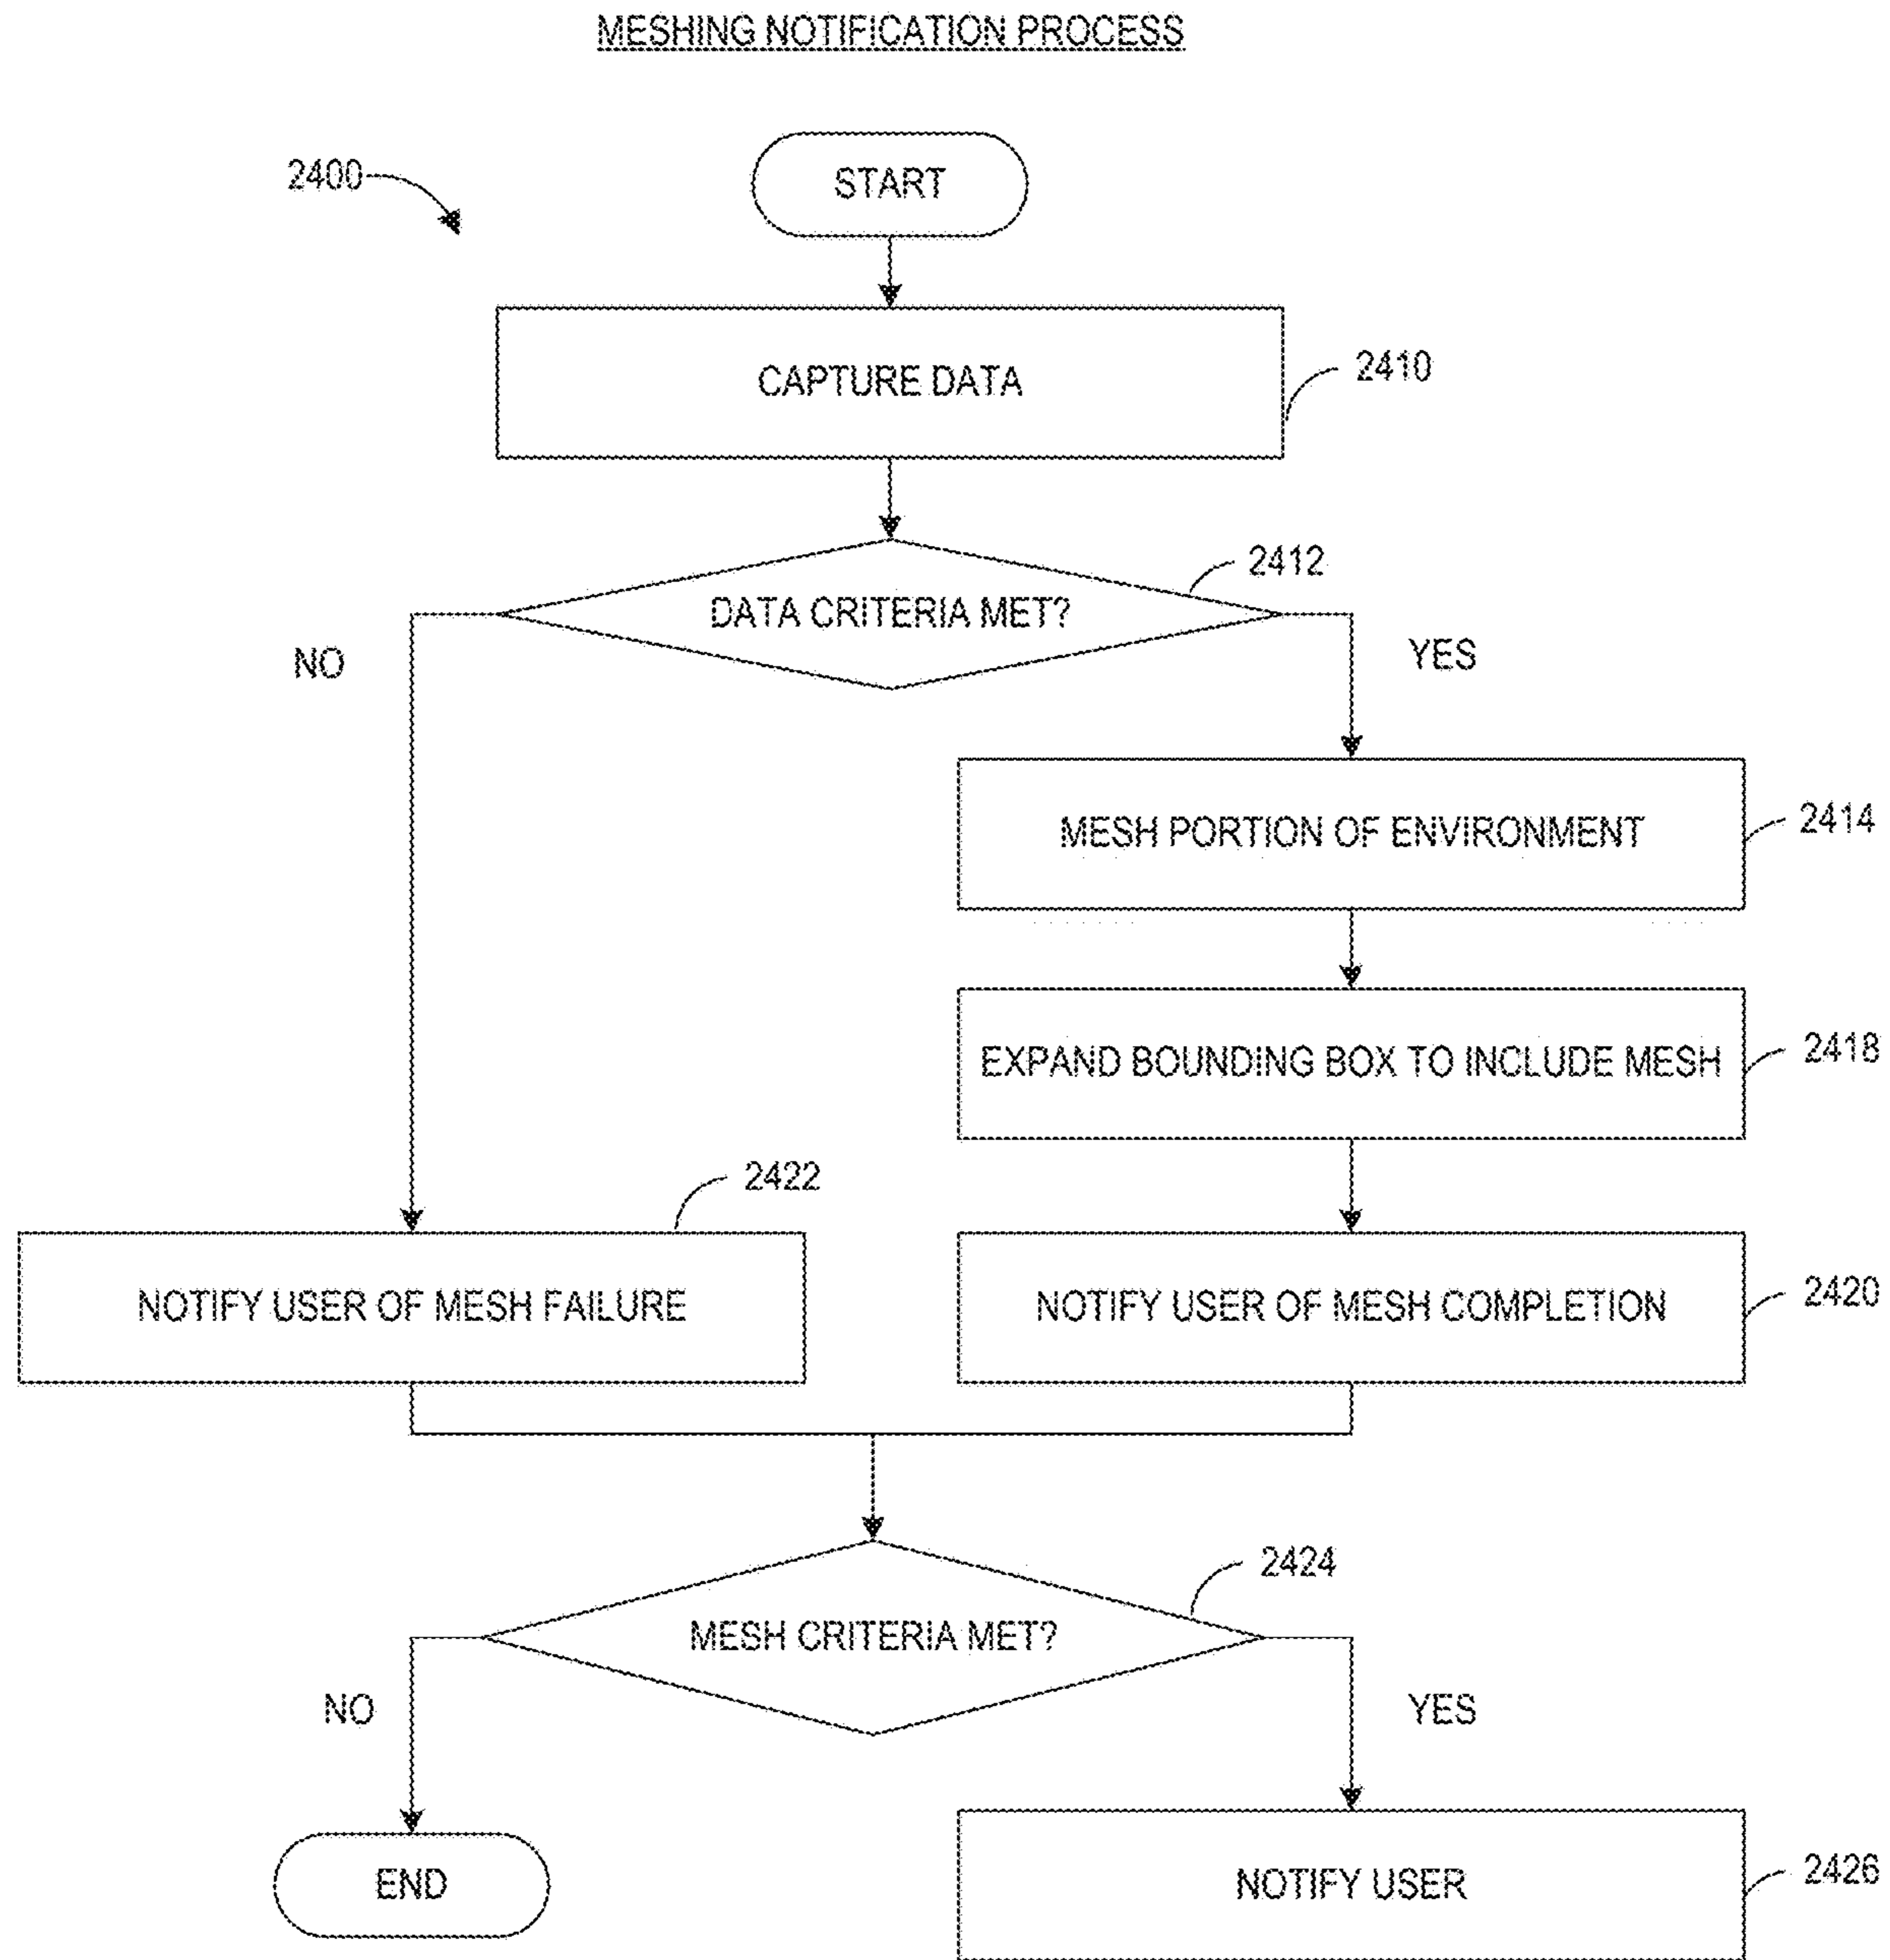 MESHING NOTIFICATION PROCESS
2400
START
CAPTURE DATA
2410
DATA CRITERIA MET?
2412
NO
YES
MESH PORTION OF ENVIRONMENT
2414
EXPAND BOUNDING BOX TO INCLUDE MESH
2418
2422
NOTIFY USER OF MESH FAILURE
NOTIFY USER OF MESH COMPLETION
2420
MESH CRITERIA MET?
2424
NO
YES
END
NOTIFY USER
2426